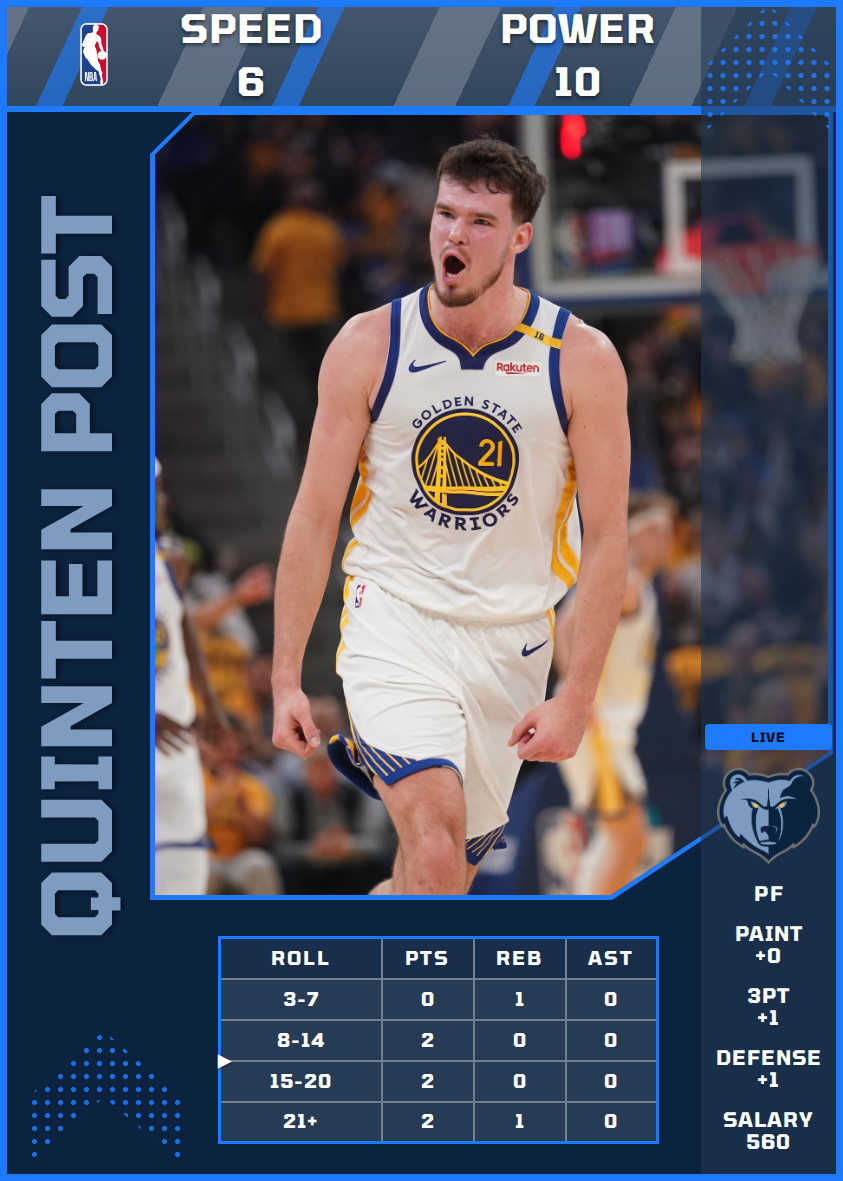 SPEED POWER
6 10
NBA
QUINTEN POST
18
Rakuten
GOLDEN STATE
21
WARRIORS
LIVE
PF
PAINT
+0
3PT
+1
DEFENSE
+1
SALARY
560
ROLL PTS REB AST
3-7 0 1 0
8-14 2 0 0
15-20 2 0 0
21+ 2 1 0